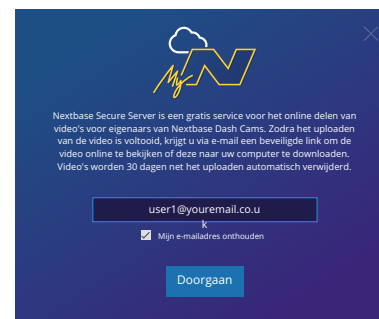 My N
Nextbase Secure Server is een gratis service voor het online delen van
video's voor eigenaars van Nextbase Dash Cams. Zodra het uploaden
van de video is voltooid, krijgt u via e-mail een beveiligde link om de
video online te bekijken of deze naar uw computer te downloaden.
Video's worden 30 dagen net het uploaden automatisch verwijderd.
user1@youremail.co.u
k
Mijn e-mailadres onthouden
Doorgaan